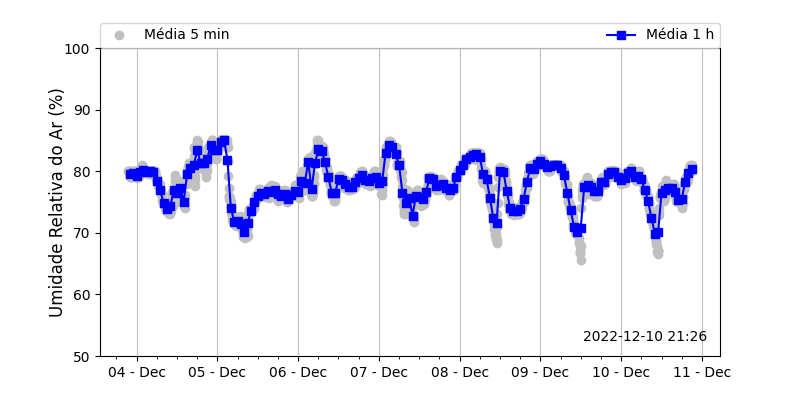 Média 5 min
Média 1 h
Umidade Relativa do Ar (%)
100
90
80
70
60
50
2022-12-10 21:26
04 - Dec
05 - Dec
06 - Dec
07 - Dec
08 - Dec
09 - Dec
10 - Dec
11 - Dec